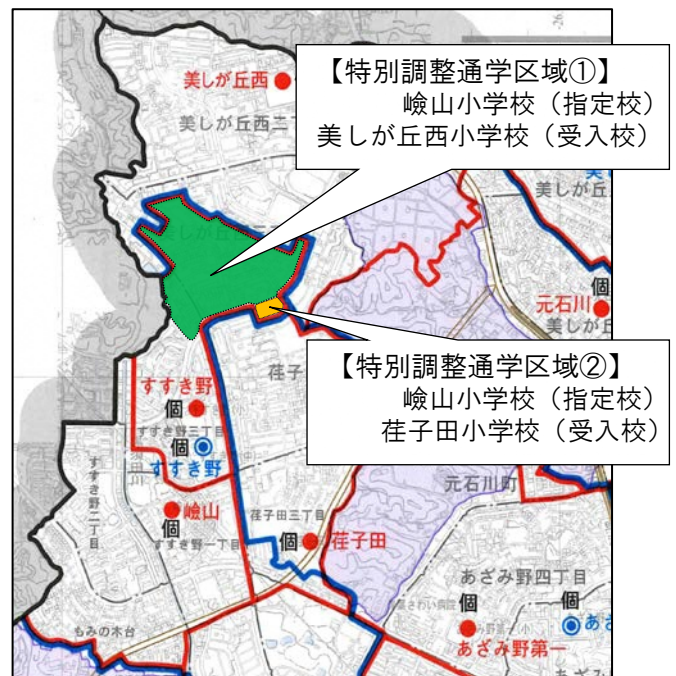 【特別調整通学区域①】
嶮山小学校（指定校）
美しが丘西小学校（受入校）
美しが丘西
美しが丘西三丁
美しが丘
元石川
個
美しが丘
【特別調整通学区域②】
嶮山小学校（指定校）
荏子田小学校（受入校）
荏子
すすき野
個
すすき野三丁目
個
すすき野
すすき野二丁目
嶮山
個
すすき野一丁目
元石川町
荏子田三丁目
個
荏子田
あざみ野四丁目
個
個
あざ
あざみ野第一
もみの木台